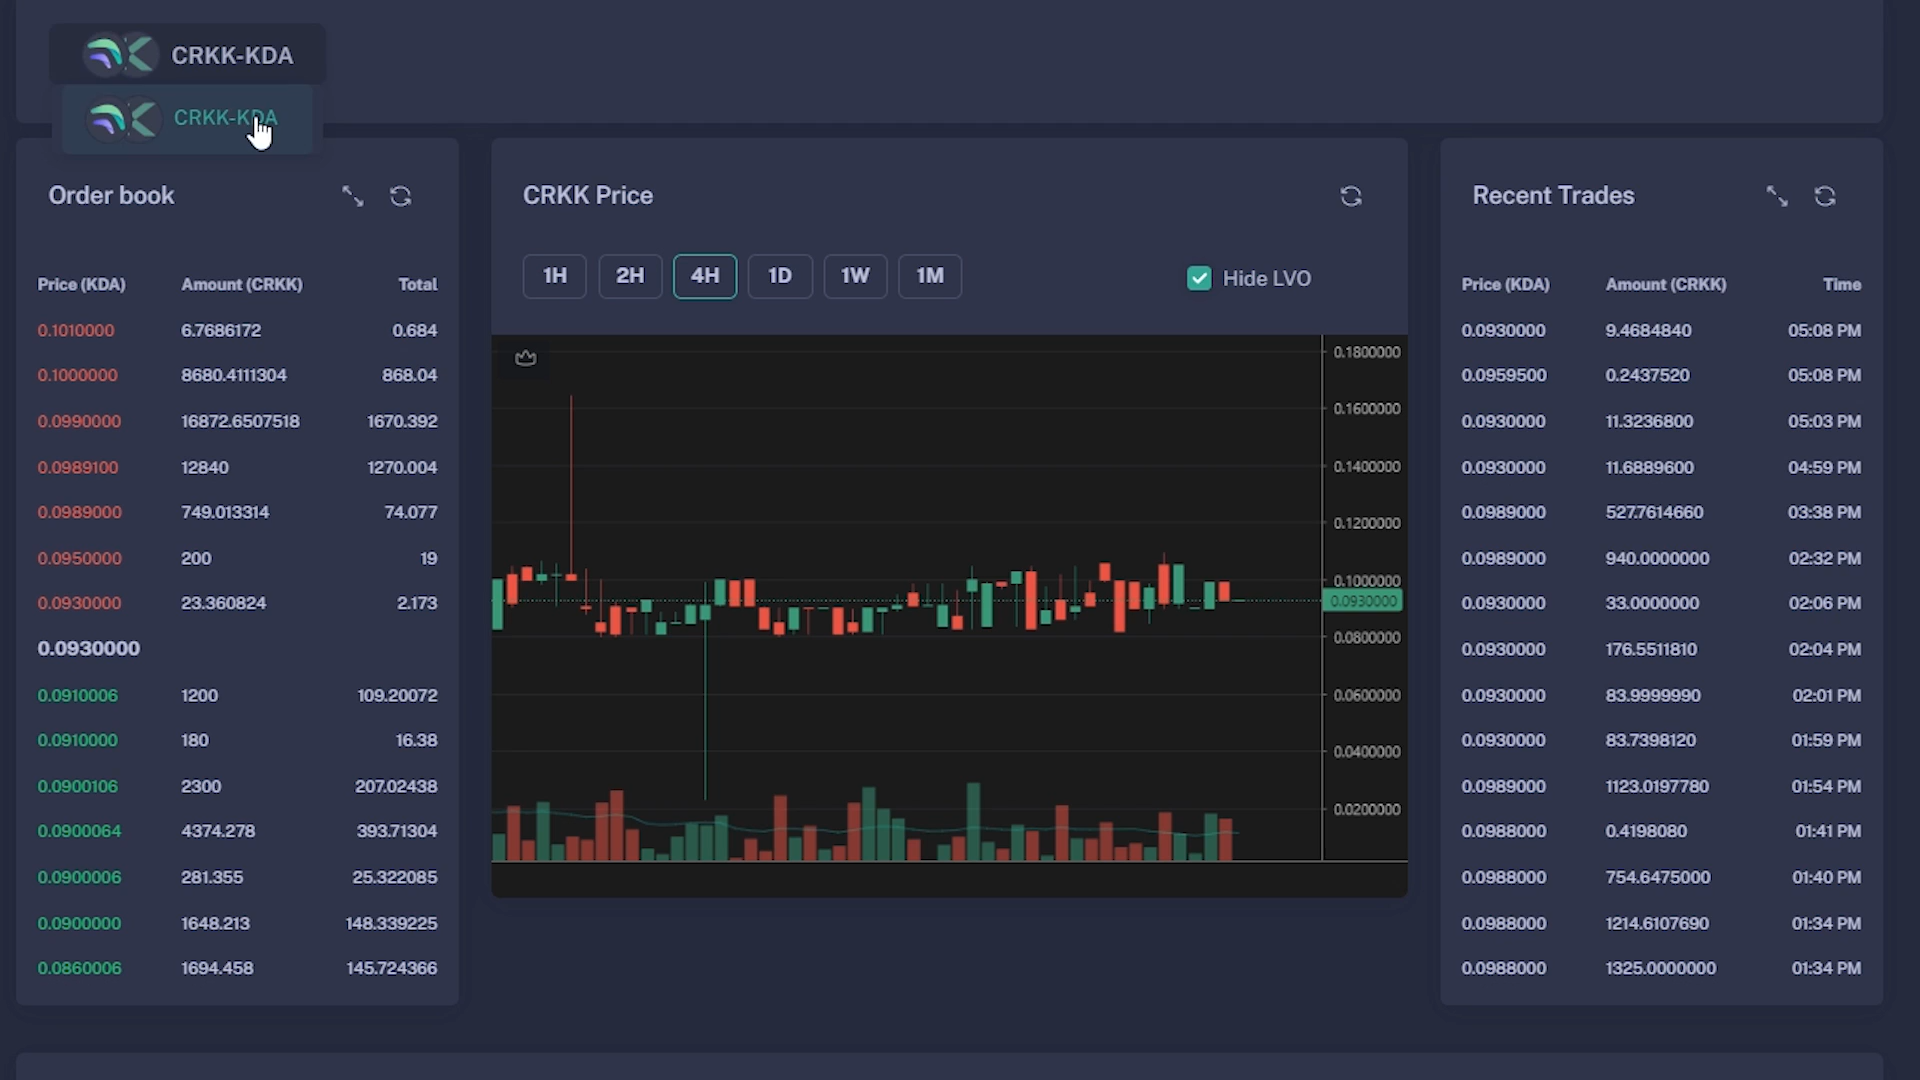 CRKK-KDA
CRKK-KDA
Order book
Price (KDA) Amount (CRKK) Total
0.1010000 6.7686172 0.684
0.1000000 8680.4111304 868.04
0.0990000 16872.6507518 1670.392
0.0989100 12840 1270.004
0.0989000 749.013314 74.077
0.0950000 200 19
0.0930000 23.360824 2.173
0.0930000
0.0910006 1200 109.20072
0.0910000 180 16.38
0.0900106 2300 207.02438
0.0900064 4374.278 393.71304
0.0900006 281.355 25.322085
0.0900000 1648.213 148.339225
0.0860006 1694.458 145.724366
CRKK Price
1H 2H 4H 1D 1W 1M Hide LVO
0.1800000
0.1600000
0.1400000
0.1200000
0.1000000
0.0930000
0.0800000
0.0600000
0.0400000
0.0200000
Recent Trades
Price (KDA) Amount (CRKK) Time
0.0930000 9.4684840 05:08 PM
0.0959500 0.2437520 05:08 PM
0.0930000 11.3236800 05:03 PM
0.0930000 11.6889600 04:59 PM
0.0989000 527.7614660 03:38 PM
0.0989000 940.0000000 02:32 PM
0.0930000 33.0000000 02:06 PM
0.0930000 176.5511810 02:04 PM
0.0930000 83.9999990 02:01 PM
0.0930000 83.7398120 01:59 PM
0.0989000 1123.0197780 01:54 PM
0.0988000 0.4198080 01:41 PM
0.0988000 754.6475000 01:40 PM
0.0988000 1214.6107690 01:34 PM
0.0988000 1325.0000000 01:34 PM